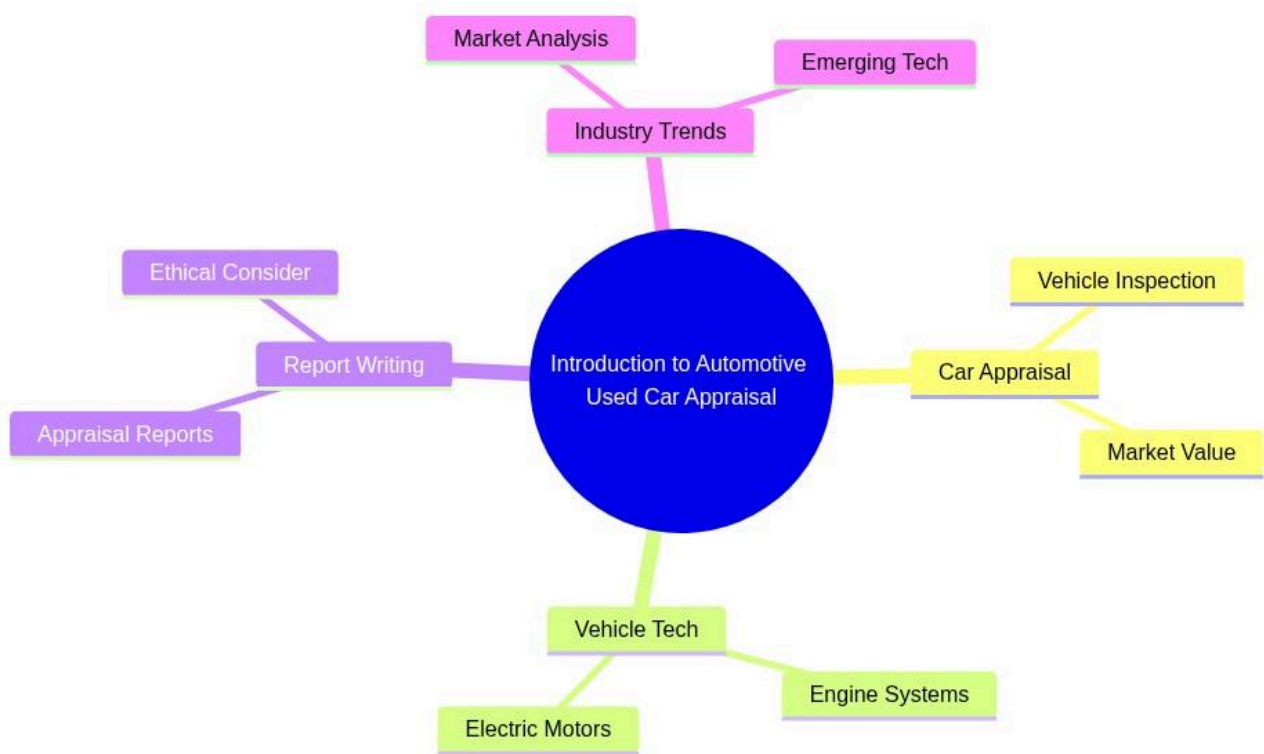 Market Analysis
Emerging Tech
Industry Trends
Ethical Consider
Vehicle Inspection
Report Writing
Introduction to Automotive
Used Car Appraisal
Car Appraisal
Appraisal Reports
Market Value
Vehicle Tech
Engine Systems
Electric Motors